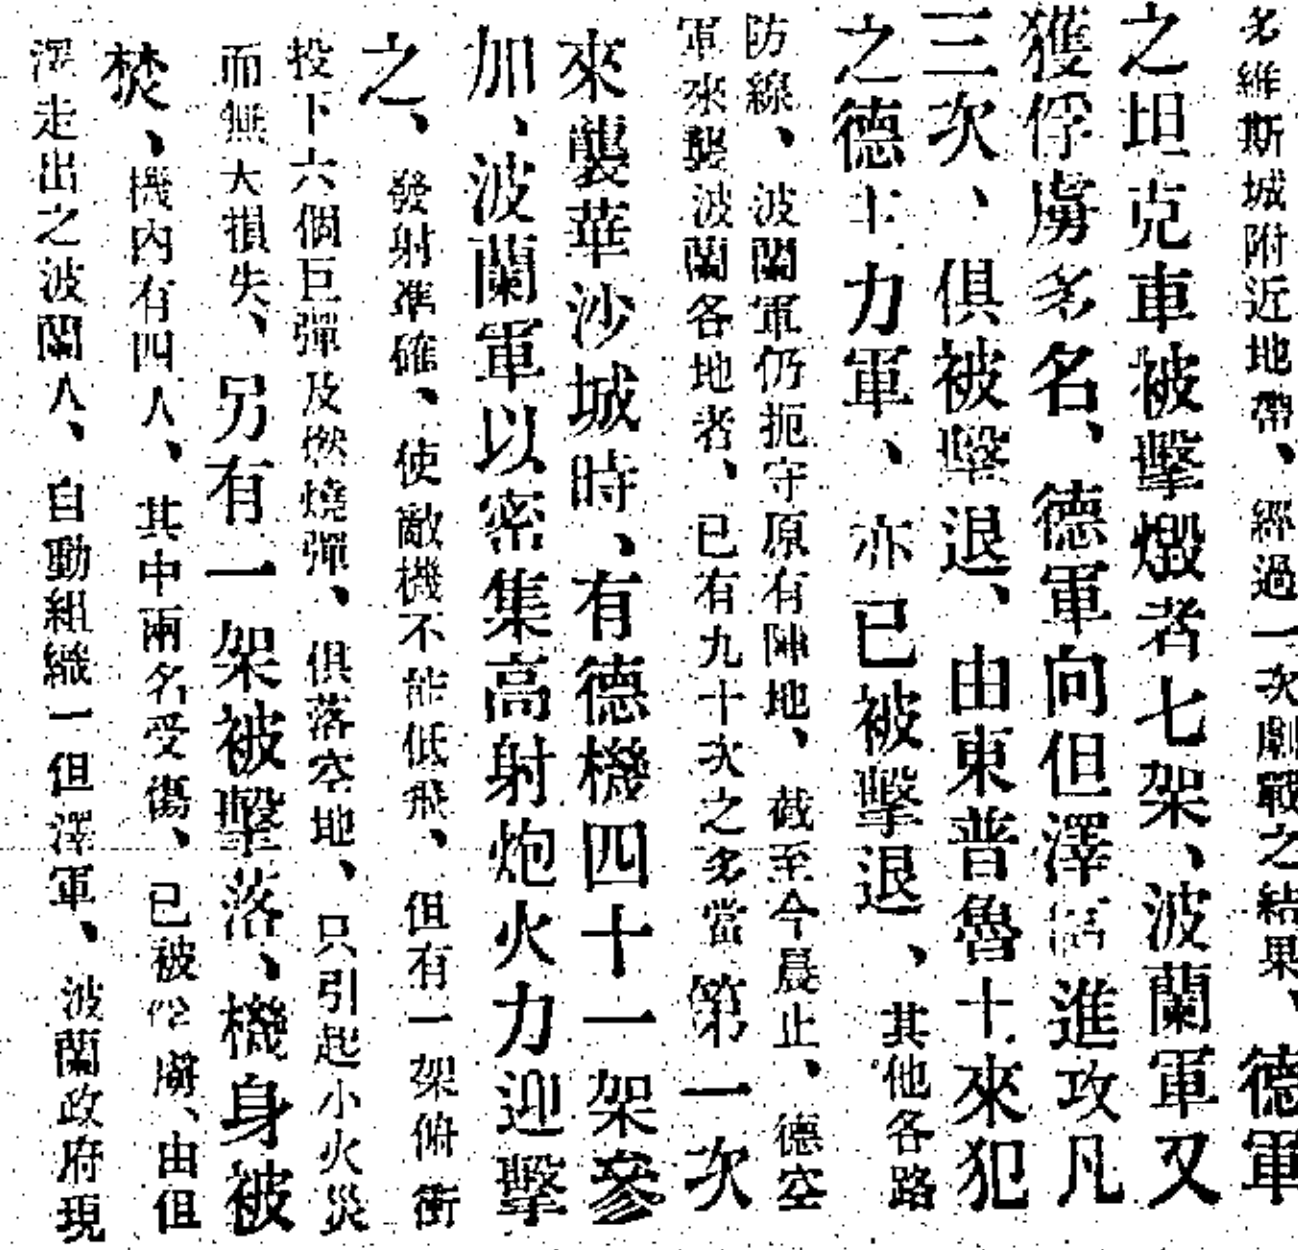 多維斯城附近地帶、經過一次劇戰之結果、德軍
之坦克車被擊燬者七架、波蘭軍又
獲俘虜多名、德軍向但澤進攻凡
三次、俱被擊退、由東普魯士來犯
之德主力軍、亦已被擊退、其他各路
防線、波蘭軍仍扼守原有陣地、截至今晨止、德空
軍來襲波蘭各地者、已有九十次之多當第一次
來襲華沙城時、有德機四十一架參
加、波蘭軍以密集高射炮火力迎擊
之、發射準確、使敵機不能低飛、但有一架俯衝
投下六個巨彈及燃燒彈、俱落空地、只引起小火災
而無大損失、另有一架被擊落、機身被
焚、機內有四人、其中兩名受傷、已被俘虜、由但
澤走出之波蘭人、自動組織一但澤軍、波蘭政府現